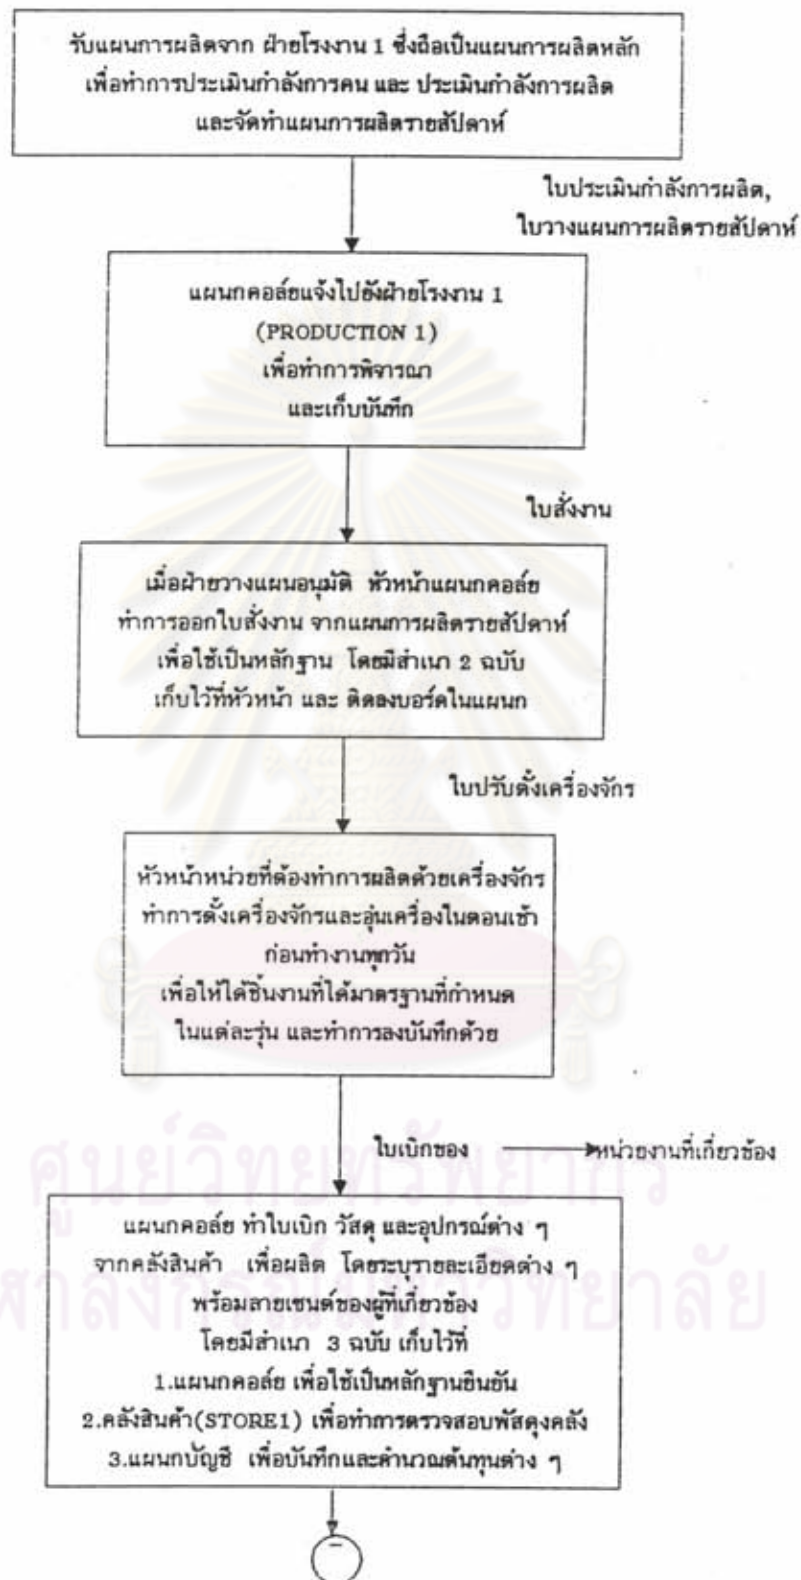 รับแผนการผลิตจาก ฝ่ายโรงงาน 1 ซึ่งถือเป็นแผนการผลิตหลัก
เพื่อทำการประเมินกำลังการคน และ ประเมินกำลังการผลิต
และจัดทำแผนการผลิตรายสัปดาห์
ใบประเมินกำลังการผลิต,
ใบวางแผนการผลิตรายสัปดาห์
แผนกคอล์ยแจ้งไปยังฝ่ายโรงงาน 1
(PRODUCTION 1)
เพื่อทำการพิจารณา
และเก็บบันทึก
ใบสั่งงาน
เมื่อฝ่ายวางแผนอนุมัติ หัวหน้าแผนกคอล์ย
ทำการออกใบสั่งงาน จากแผนการผลิตรายสัปดาห์
เพื่อใช้เป็นหลักฐาน โดยมีสำเนา 2 ฉบับ
เก็บไว้ที่หัวหน้า และ ติดลงบอร์ดในแผนก
ใบปรับตั้งเครื่องจักร
หัวหน้าหน่วยที่ต้องทำการผลิตด้วยเครื่องจักร
ทำการตั้งเครื่องจักรและอุ่นเครื่องในตอนเช้า
ก่อนทำงานทุกวัน
เพื่อให้ได้ชิ้นงานที่ได้มาตรฐานที่กำหนด
ในแต่ละรุ่น และทำการลงบันทึกด้วย
ใบเบิกของ หน่วยงานที่เกี่ยวข้อง
แผนกคอล์ย ทำใบเบิก วัสดุ และอุปกรณ์ต่าง ๆ
จากคลังสินค้า เพื่อผลิต โดยระบุรายละเอียดต่าง ๆ
พร้อมลายเซนต์ของผู้ที่เกี่ยวข้อง
โดยมีสำเนา 3 ฉบับ เก็บไว้ที่
1.แผนกคอล์ย เพื่อใช้เป็นหลักฐานยืนยัน
2.คลังสินค้า(STORE1) เพื่อทำการตรวจสอบพัสดุงคลัง
3.แผนกบัญชี เพื่อบันทึกและคำนวณต้นทุนต่าง ๆ
ศูนย์วิทยทรัพยากร
ฬาลงกรณ์มหาวิทยาลัย